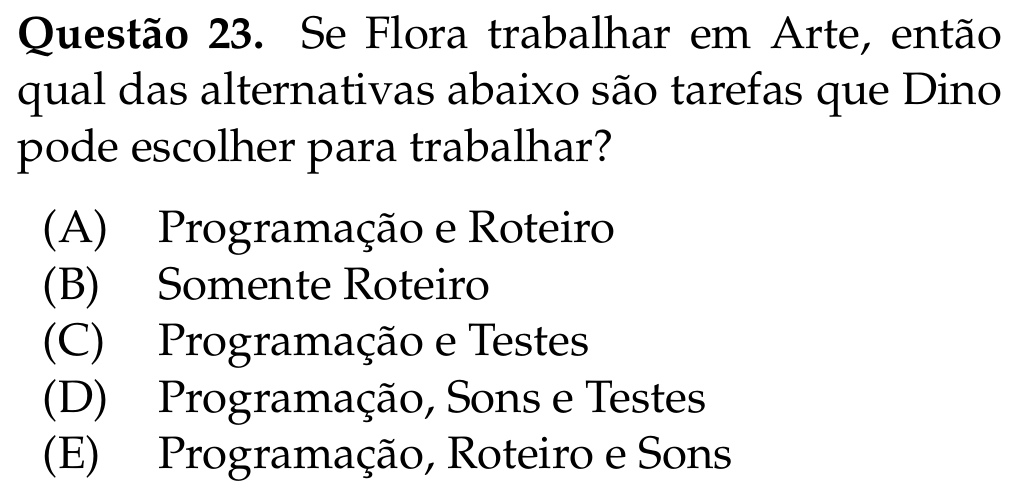 Questão 23. Se Flora trabalhar em Arte, então
qual das alternativas abaixo são tarefas que Dino
pode escolher para trabalhar?
(A) Programação e Roteiro
(B) Somente Roteiro
(C) Programação e Testes
(D) Programação, Sons e Testes
(E) Programação, Roteiro e Sons